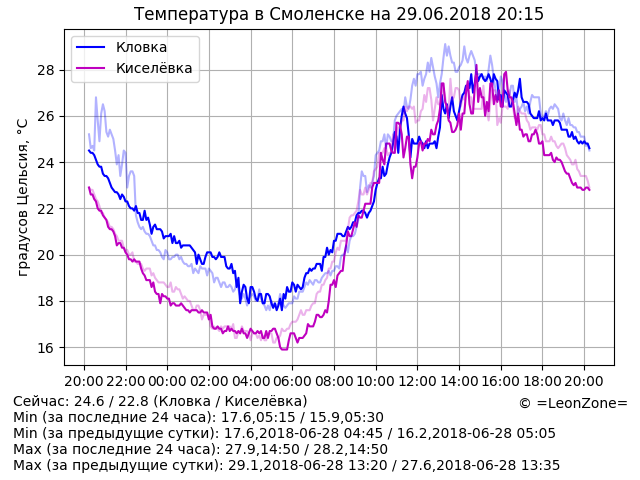 Температура в Смоленске на 29.06.2018 20:15
Кловка
Киселёвка
градусов Цельсия, °C
28
26
24
22
20
18
16
20:00 22:00 00:00 02:00 04:00 06:00 08:00 10:00 12:00 14:00 16:00 18:00 20:00
Сейчас: 24.6 / 22.8 (Кловка / Киселёвка)
© =LeonZone=
Min (за последние 24 часа): 17.6,05:15 / 15.9,05:30
Min (за предыдущие сутки): 17.6,2018-06-28 04:45 / 16.2,2018-06-28 05:05
Max (за последние 24 часа): 27.9,14:50 / 28.2,14:50
Max (за предыдущие сутки): 29.1,2018-06-28 13:20 / 27.6,2018-06-28 13:35